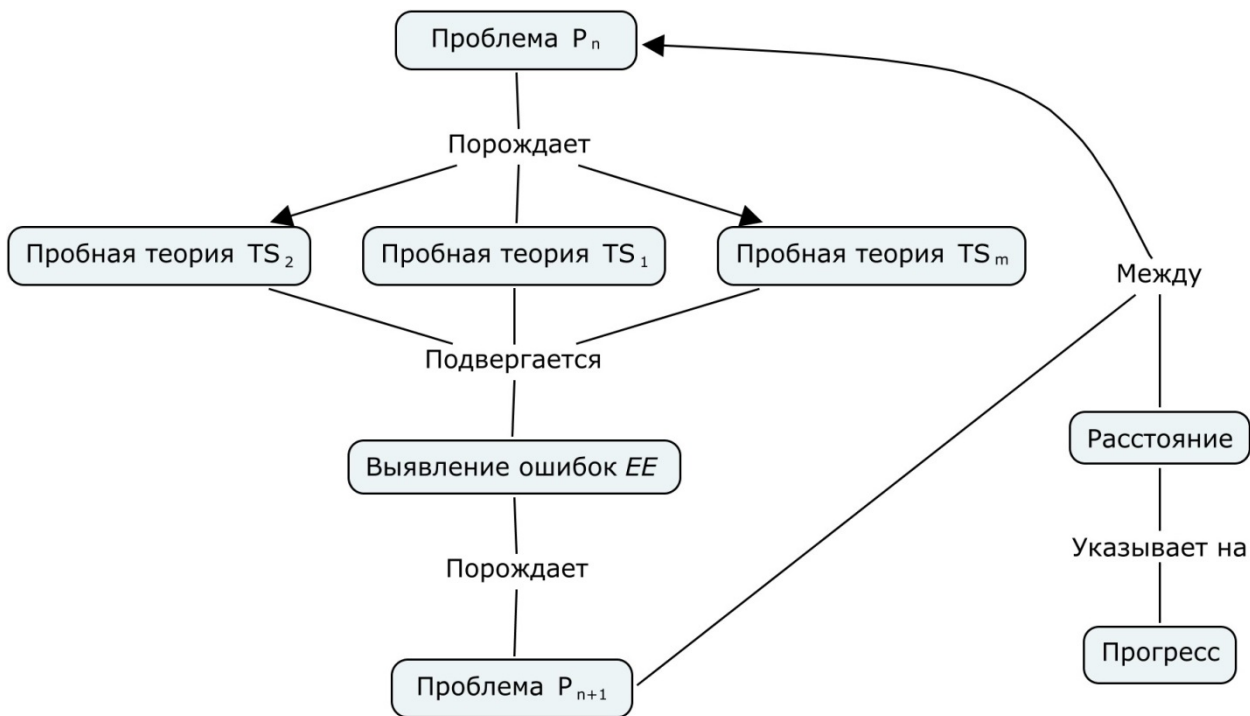 Проблема Pₙ
Порождает
Пробная теория TS₂
Пробная теория TS₁
Пробная теория TSₘ
Между
Подвергается
Расстояние
Выявление ошибок EE
Указывает на
Порождает
Прогресс
Проблема Pₙ₊₁